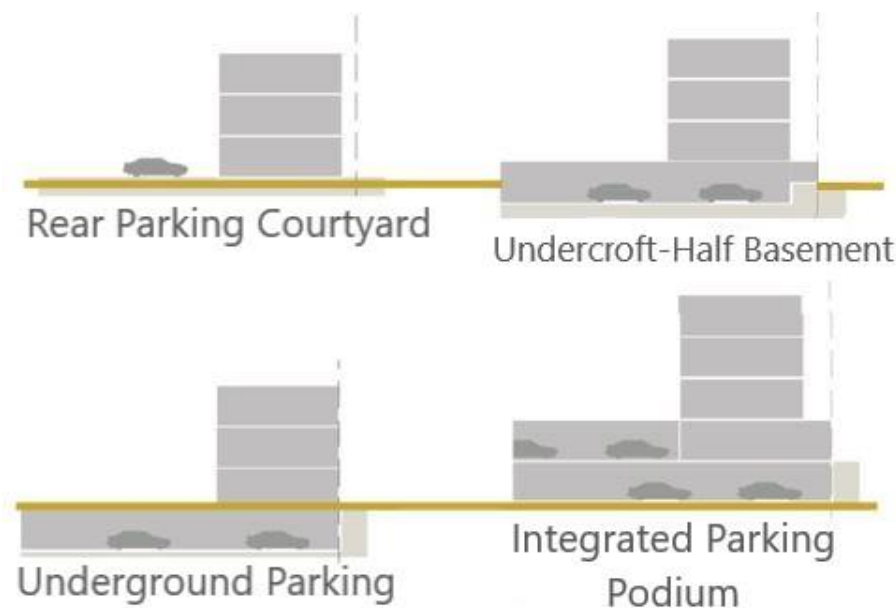 Rear Parking Courtyard
Undercroft-Half Basement
Underground Parking
Integrated Parking
Podium